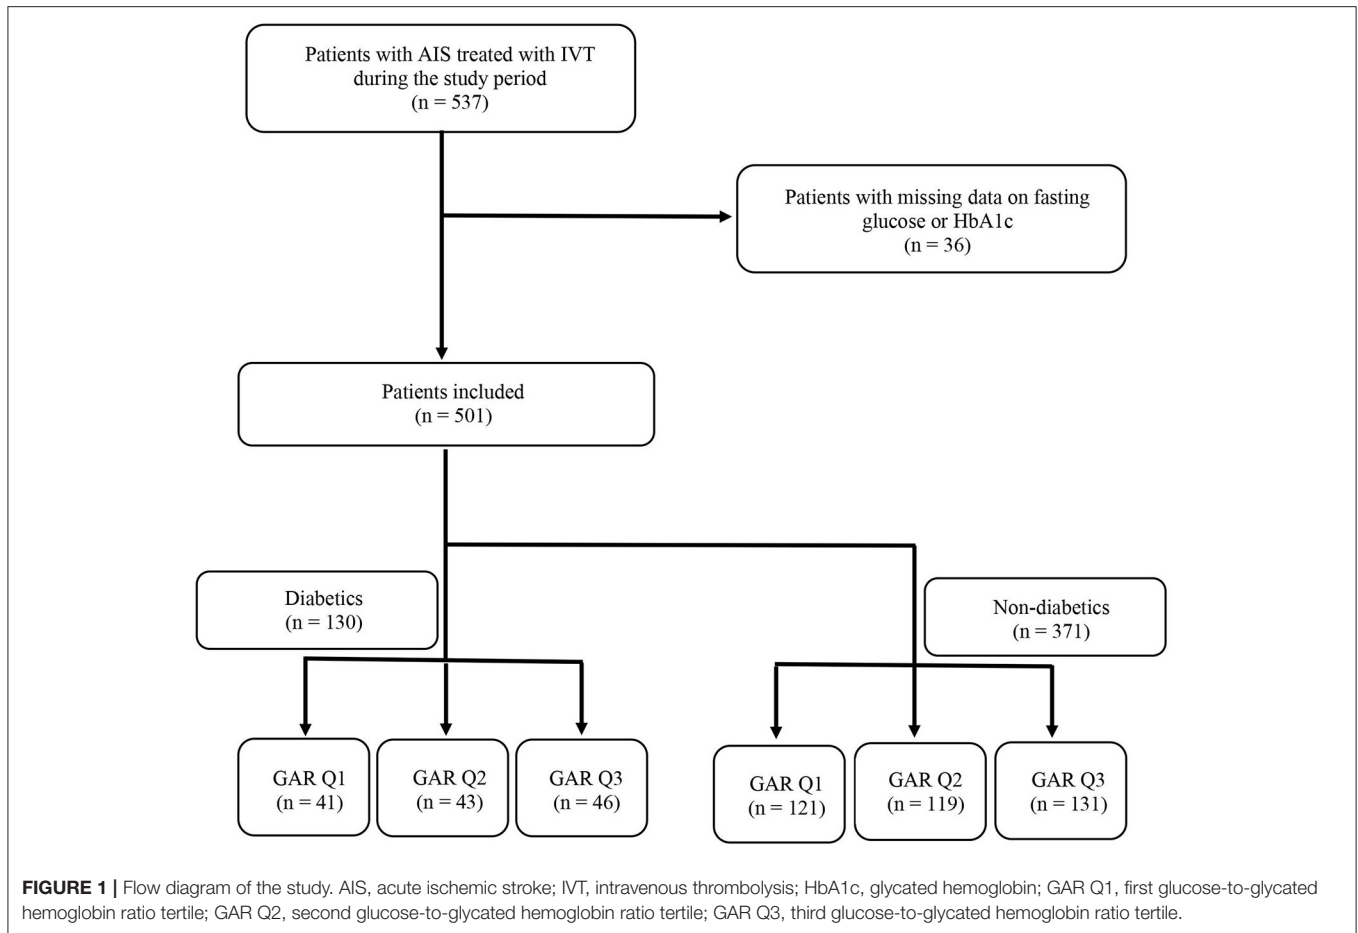 Patients with AIS treated with IVT
during the study period
(n = 537)
Patients with missing data on fasting
glucose or HbA1c
(n = 36)
Patients included
(n = 501)
Diabetics
(n = 130)
Non-diabetics
(n = 371)
GAR Q1
(n = 41)
GAR Q2
(n = 43)
GAR Q3
(n = 46)
GAR Q1
(n = 121)
GAR Q2
(n = 119)
GAR Q3
(n = 131)
FIGURE 1 | Flow diagram of the study. AIS, acute ischemic stroke; IVT, intravenous thrombolysis; HbA1c, glycated hemoglobin; GAR Q1, first glucose-to-glycated
hemoglobin ratio tertile; GAR Q2, second glucose-to-glycated hemoglobin ratio tertile; GAR Q3, third glucose-to-glycated hemoglobin ratio tertile.